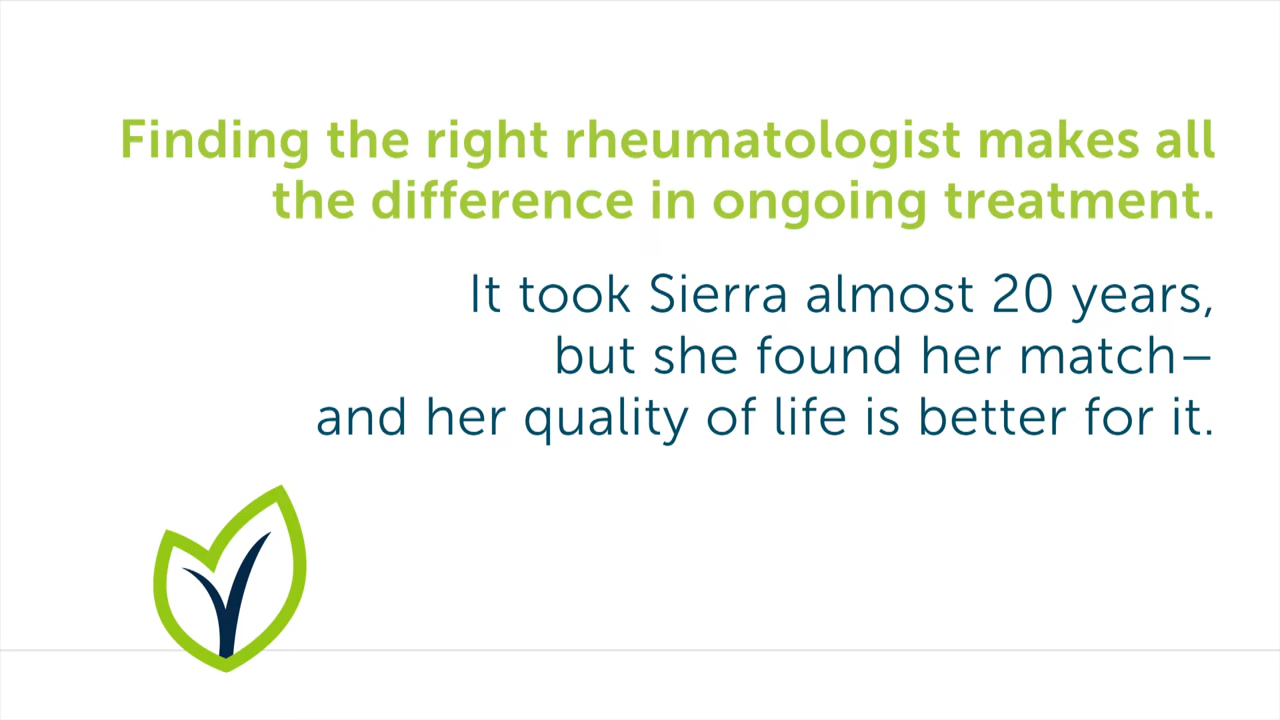 Finding the right rheumatologist makes all
the difference in ongoing treatment.
It took Sierra almost 20 years,
but she found her match–
and her quality of life is better for it.